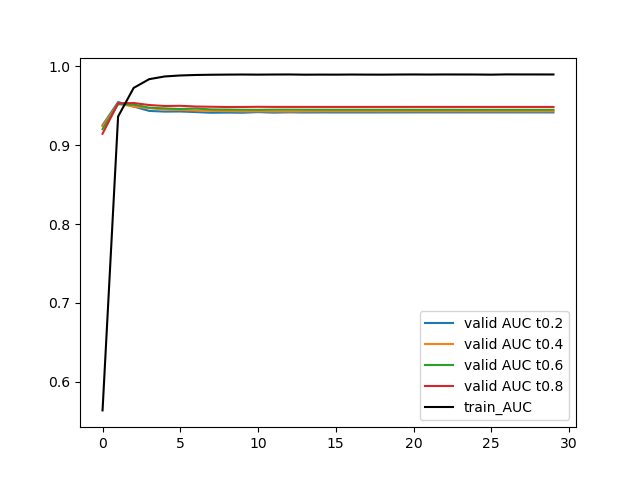 1.0
0.9
0.8
0.7
0.6
valid AUC t0.2
valid AUC t0.4
valid AUC t0.6
valid AUC t0.8
train_AUC
0 5 10 15 20 25 30